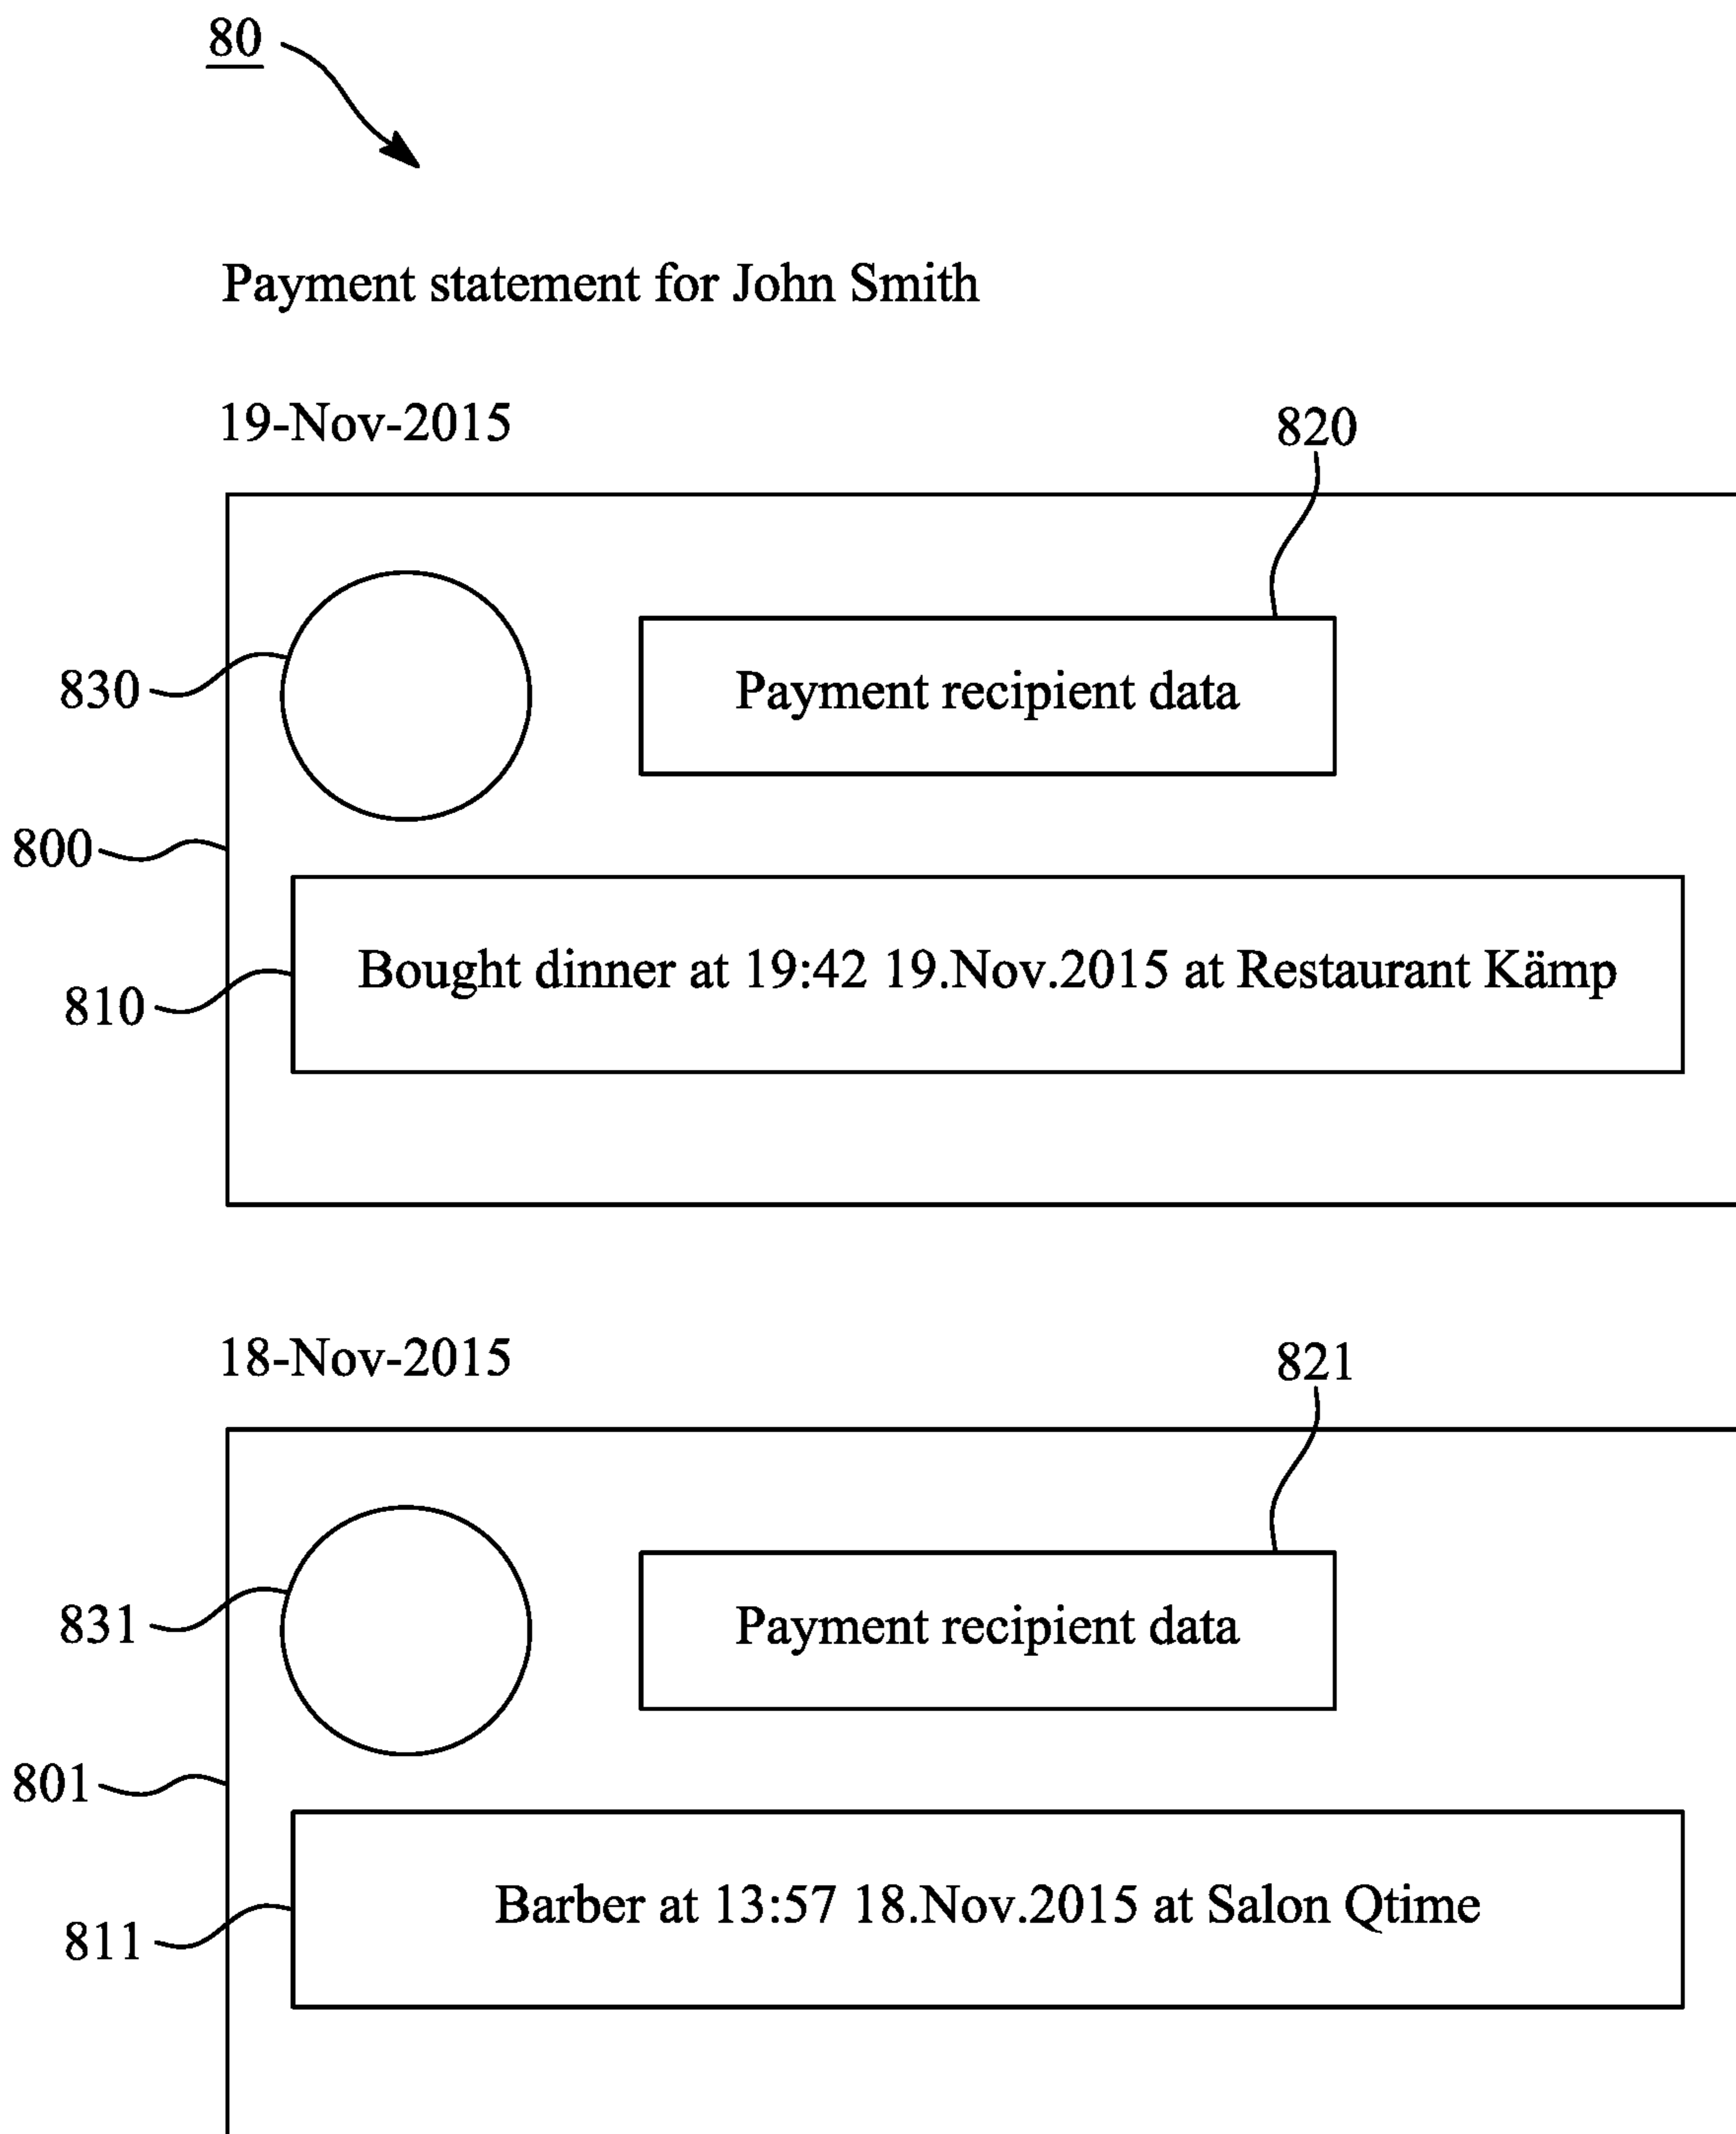 80
Payment statement for John Smith
19-Nov-2015
820
830
Payment recipient data
800
Bought dinner at 19:42 19.Nov.2015 at Restaurant Kämp
810
18-Nov-2015
821
831
Payment recipient data
801
Barber at 13:57 18.Nov.2015 at Salon Qtime
811